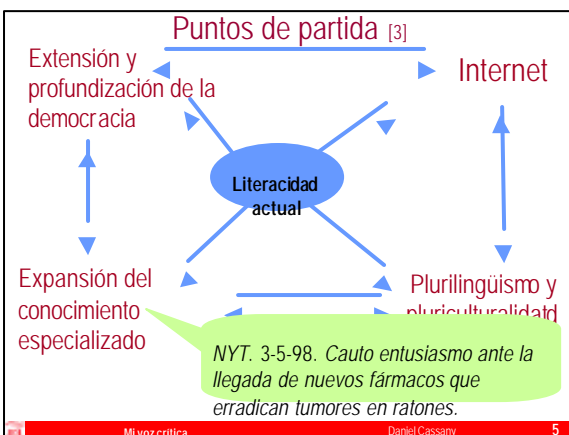 Puntos de partida [3]
Extensión y
profundización de la
democracia
Internet
Literacidad
actual
Expansión del
conocimiento
especializado
Plurilingüismo y
pluriculturalidatd
NYT. 3-5-98. Cauto entusiasmo ante la
llegada de nuevos fármacos que
erradican tumores en ratones.
Mi voz crítica
Daniel Cassany
5